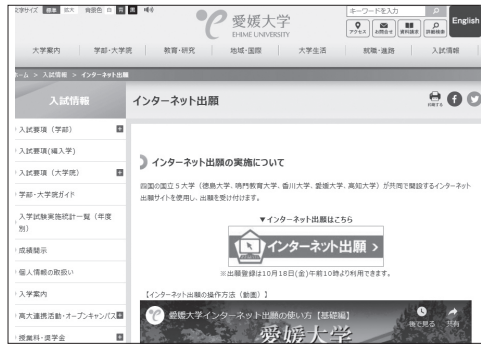 文字サイズ 標準 拡大 背景色 白 青 黒
愛媛大学
EHIME UNIVERSITY
キーワードを入力
アクセス お問合せ 資料請求 詳細検索 English
大学案内 学部・大学院 教育・研究 地域・国際 大学生活 就職・進路 入試情報
ホーム > 入試情報 > インターネット出願
入試情報
インターネット出願
入試要項（学部）
入試要項(編入学)
入試要項（大学院）
学部・大学院ガイド
入学試験実施統計一覧（年度
別）
成績開示
個人情報の取扱い
入学案内
高大連携活動・オープンキャンパス
授業料・奨学金
インターネット出願の実施について
四国の国立５大学（徳島大学、鳴門教育大学、香川大学、愛媛大学、高知大学）が共同で開設するインターネット
出願サイトを使用し、出願を受け付けます。
▼インターネット出願はこちら
インターネット出願 >
※出願登録は10月18日(金)午前10時より利用できます。
【インターネット出願の操作方法（動画）】
愛媛大学インターネット出願の使い方【基礎編】
後で見る 共有
愛媛大学